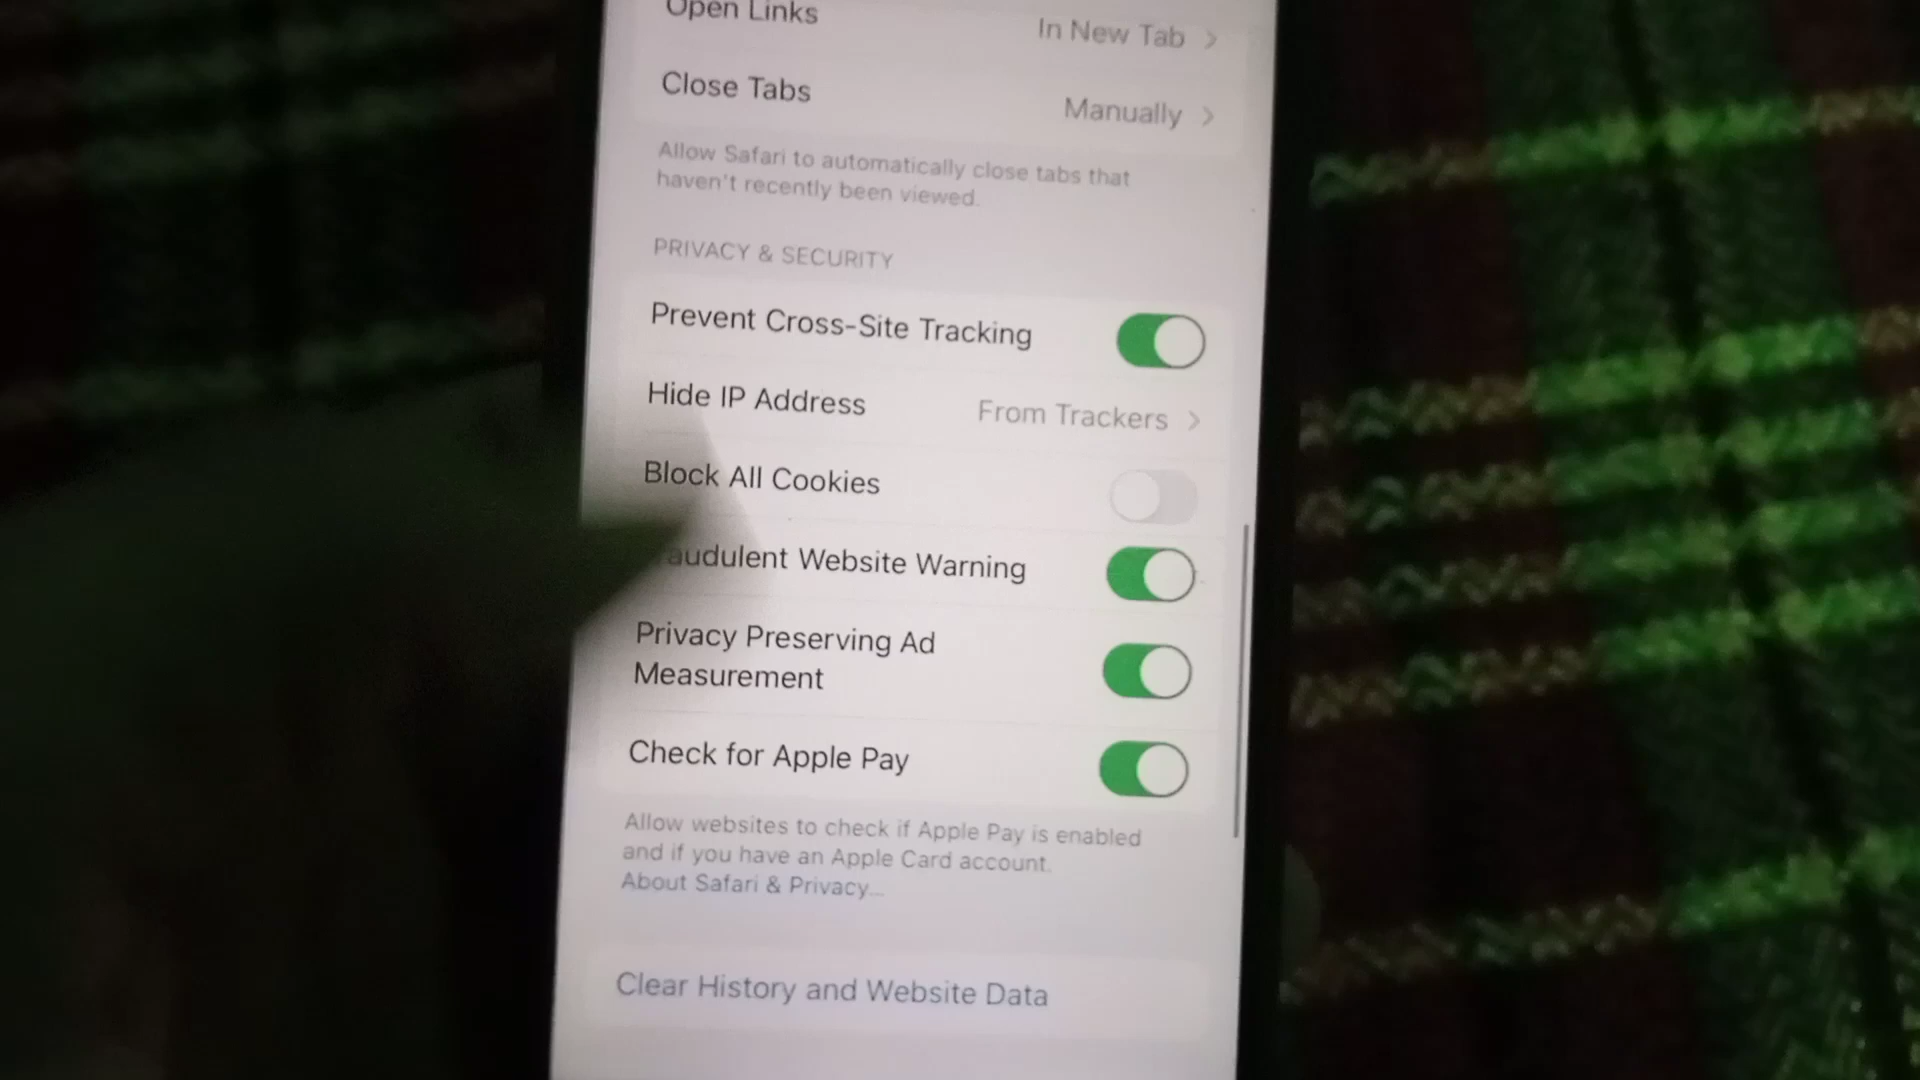 Open Links
In New Tab
Close Tabs
Manually
Allow Safari to automatically close tabs that
haven't recently been viewed.
PRIVACY & SECURITY
Prevent Cross-Site Tracking
Hide IP Address
From Trackers
Block All Cookies
audulent Website Warning
Privacy Preserving Ad
Measurement
Check for Apple Pay
Allow websites to check if Apple Pay is enabled
and if you have an Apple Card account.
About Safari & Privacy...
Clear History and Website Data